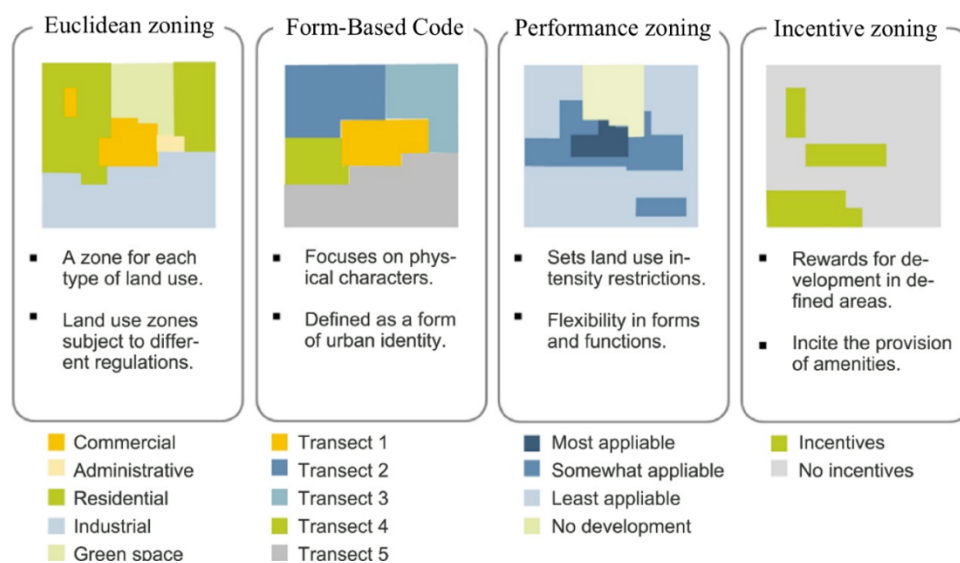 Euclidean zoning
■ A zone for each
type of land use.
■ Land use zones
subject to differ-
ent regulations.
Commercial
Administrative
Residential
Industrial
Green space
Form-Based Code
■ Focuses on phys-
ical characters.
■ Defined as a form
of urban identity.
Transect 1
Transect 2
Transect 3
Transect 4
Transect 5
Performance zoning
■ Sets land use in-
tensity restrictions.
■ Flexibility in forms
and functions.
Most appliable
Somewhat appliable
Least appliable
No development
Incentive zoning
■ Rewards for de-
velopment in de-
fined areas.
■ Incite the provision
of amenities.
Incentives
No incentives